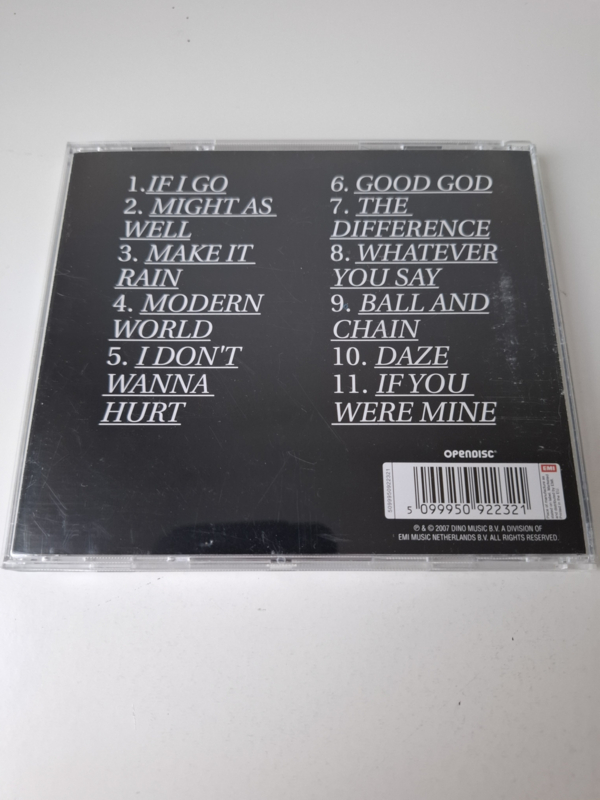 1.IF I GO
2. MIGHT AS
WELL
3. MAKE IT
RAIN
4. MODERN
WORLD
5. I DON'T
WANNA
HURT
6. GOOD GOD
7. THE
DIFFERENCE
8. WHATEVER
YOU SAY
9. BALL AND
CHAIN
10. DAZE
11. IF YOU
WERE MINE
OPENDISC
EMI
5099950922321
5 099950 922321
℗ & © 2007 DINO MUSIC B.V. A DIVISION OF
EMI MUSIC NETHERLANDS B.V. ALL RIGHTS RESERVED.